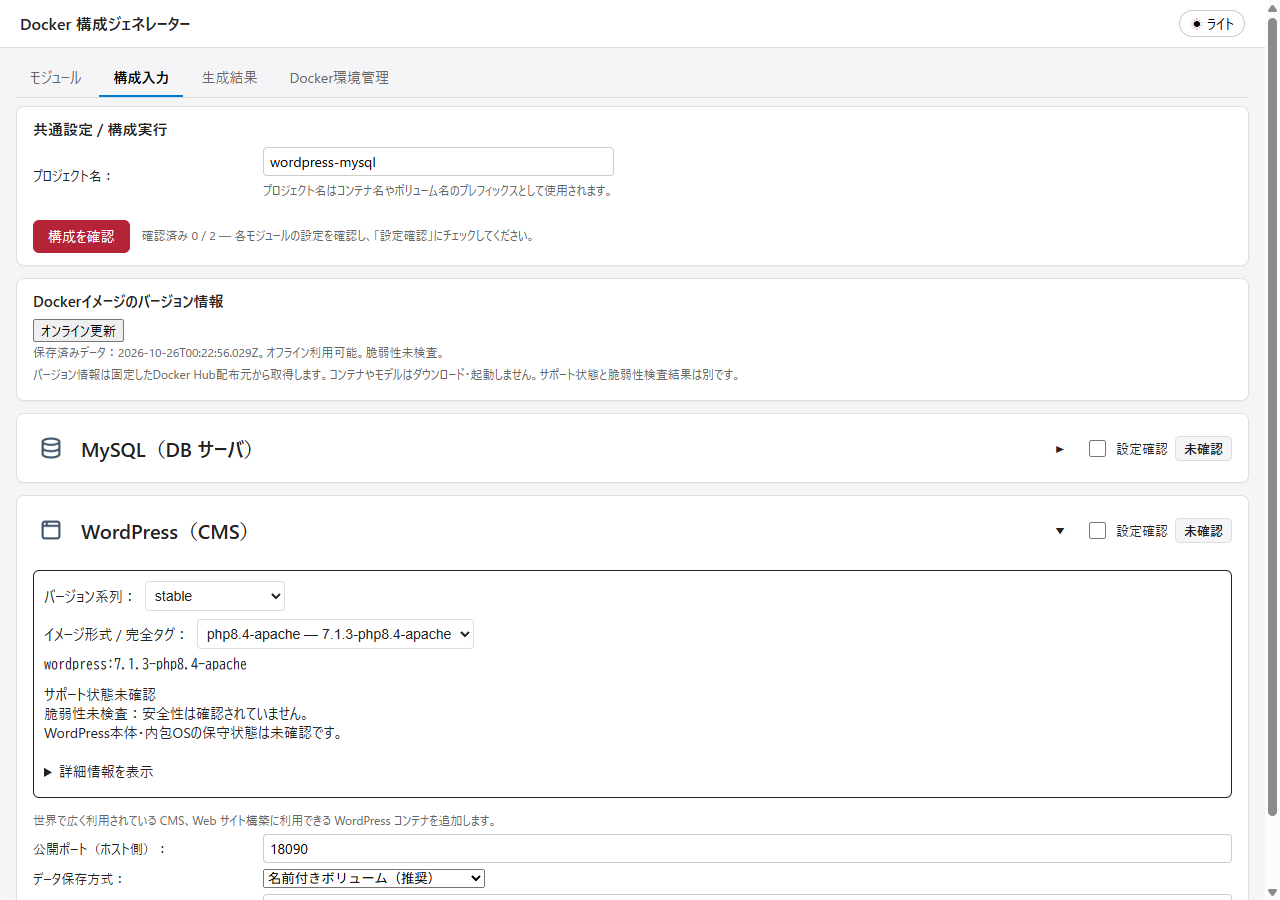 Docker 構成ジェネレーター
ライト
モジュール 構成入力 生成結果 Docker環境管理
共通設定 / 構成実行
プロジェクト名：
wordpress-mysql
プロジェクト名はコンテナ名やボリューム名のプレフィックスとして使用されます。
構成を確認 確認済み 0 / 2 — 各モジュールの設定を確認し、「設定確認」にチェックしてください。
Dockerイメージのバージョン情報
オンライン更新
保存済みデータ：2026-10-26T00:22:56.029Z。オフライン利用可能。脆弱性未検査。
バージョン情報は固定したDocker Hub配布元から取得します。コンテナやモデルはダウンロード・起動しません。サポート状態と脆弱性検査結果は別です。
MySQL（DB サーバ）
設定確認 未確認
WordPress（CMS）
設定確認 未確認
バージョン系列： stable
イメージ形式 / 完全タグ： php8.4-apache — 7.1.3-php8.4-apache
wordpress:7.1.3-php8.4-apache
サポート状態未確認
脆弱性未検査：安全性は確認されていません。
WordPress本体・内包OSの保守状態は未確認です。
詳細情報を表示
世界で広く利用されている CMS、Web サイト構築に利用できる WordPress コンテナを追加します。
公開ポート（ホスト側）： 18090
データ保存方式： 名前付きボリューム（推奨）